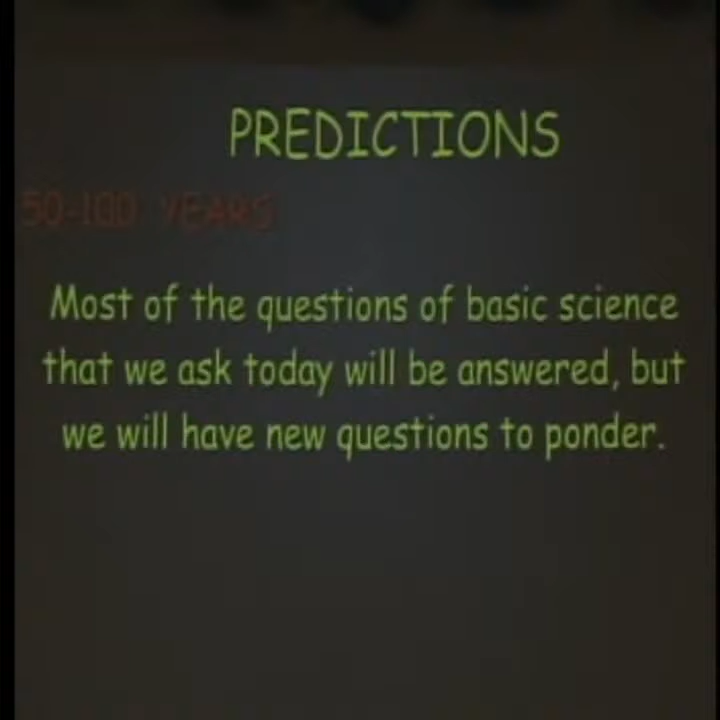 PREDICTIONS
50-100 YEARS
Most of the questions of basic science
that we ask today will be answered, but
we will have new questions to ponder.